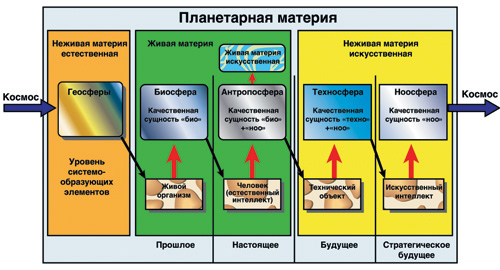 Планетарная материя
Неживая материя
естественная
Живая материя
Неживая материя
искусственная
Живая материя
искусственная
Космос
Геосферы
Биосфера
Качественная
сущность «био»
Антропосфера
Качественная
сущность «био»
+«ноо»
Техносфера
Качественная
сущность «техно»
+«ноо»
Ноосфера
Качественная
сущность «ноо»
Космос
Уровень
системо-
образующих
элементов
Живой
организм
Человек
(естественный
интеллект)
Технический
объект
Искусственный
интеллект
Прошлое
Настоящее
Будущее
Стратегическое
будущее